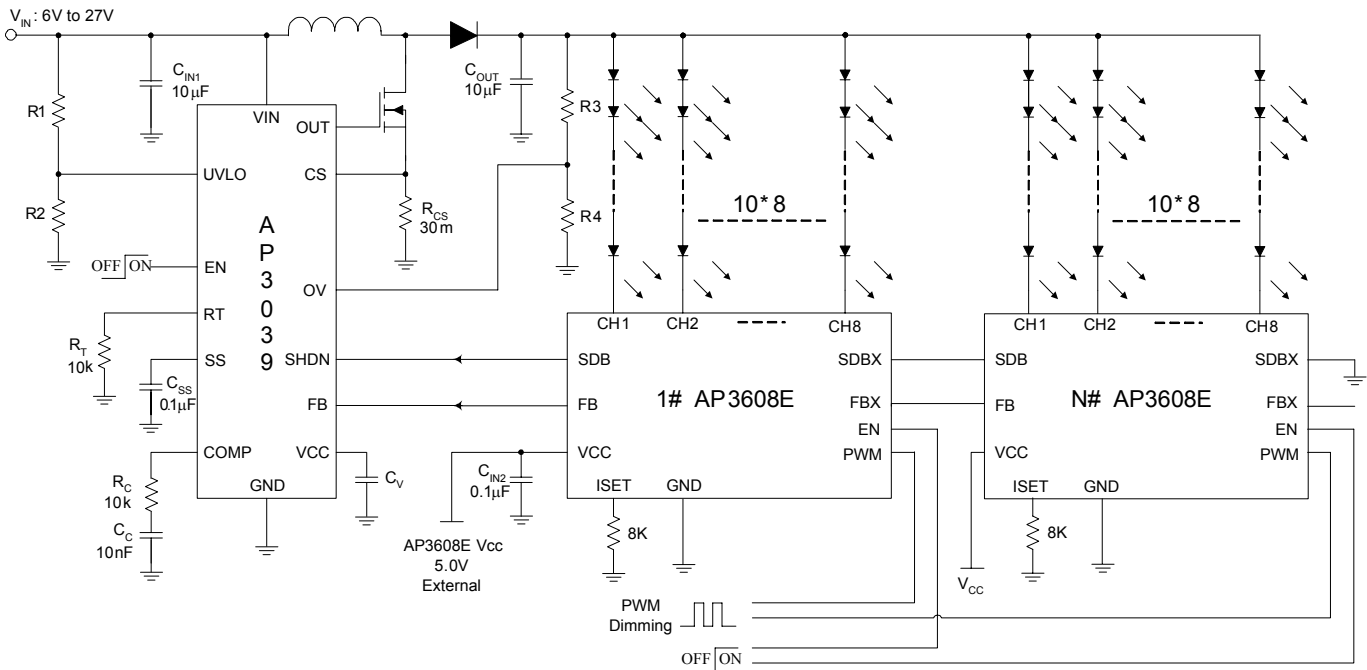 V_IN : 6V to 27V
C_IN1
10µF
R1
R2
VIN
OUT
UVLO
CS
R_CS
30m
AP3039
OFF ON
EN
OV
RT
R_T
10k
SS
SHDN
C_SS
0.1µF
FB
COMP
VCC
C_V
R_C
10k
C_C
10nF
GND
C_OUT
10µF
R3
R4
10*8
10*8
CH1
CH2
CH8
SDB
SDBX
1# AP3608E
FB
FBX
EN
VCC
PWM
C_IN2
0.1µF
ISET
GND
8K
AP3608E Vcc
5.0V
External
CH1
CH2
CH8
SDB
SDBX
N# AP3608E
FB
FBX
EN
VCC
PWM
ISET
GND
8K
V_CC
PWM
Dimming
OFF ON